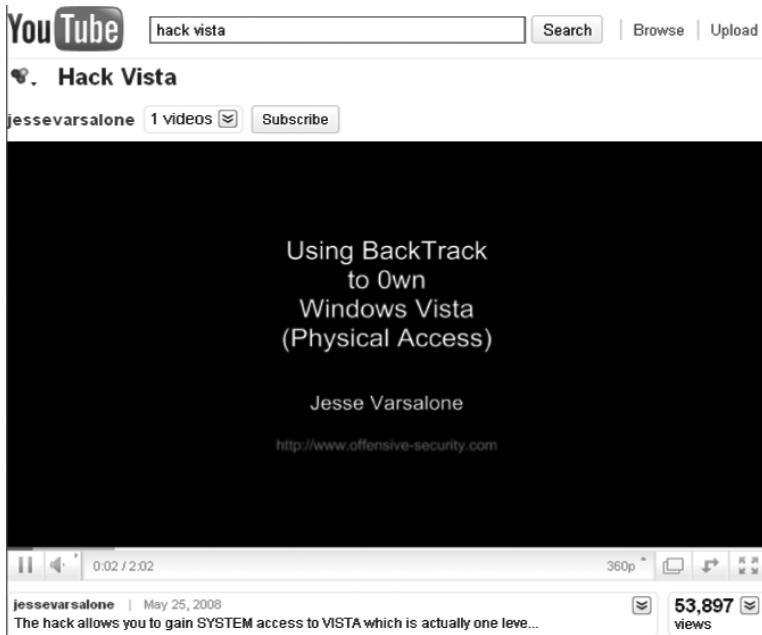 You Tube hack vista Search Browse Upload
Hack Vista
jessevarsalone 1 videos Subscribe
Using BackTrack
to 0wn
Windows Vista
(Physical Access)
Jesse Varsalone
http://www.offensive-security.com
0:02 / 2:02 360p
jessevarsalone | May 25, 2008
The hack allows you to gain SYSTEM access to VISTA which is actually one leve...
53,897
views